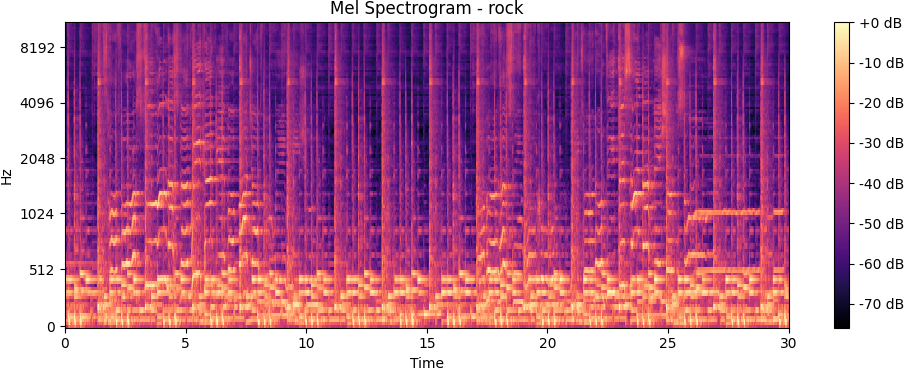 Mel Spectrogram - rock
Hz
8192
4096
2048
1024
512
0
0 5 10 15 20 25 30
Time
+0 dB
-10 dB
-20 dB
-30 dB
-40 dB
-50 dB
-60 dB
-70 dB